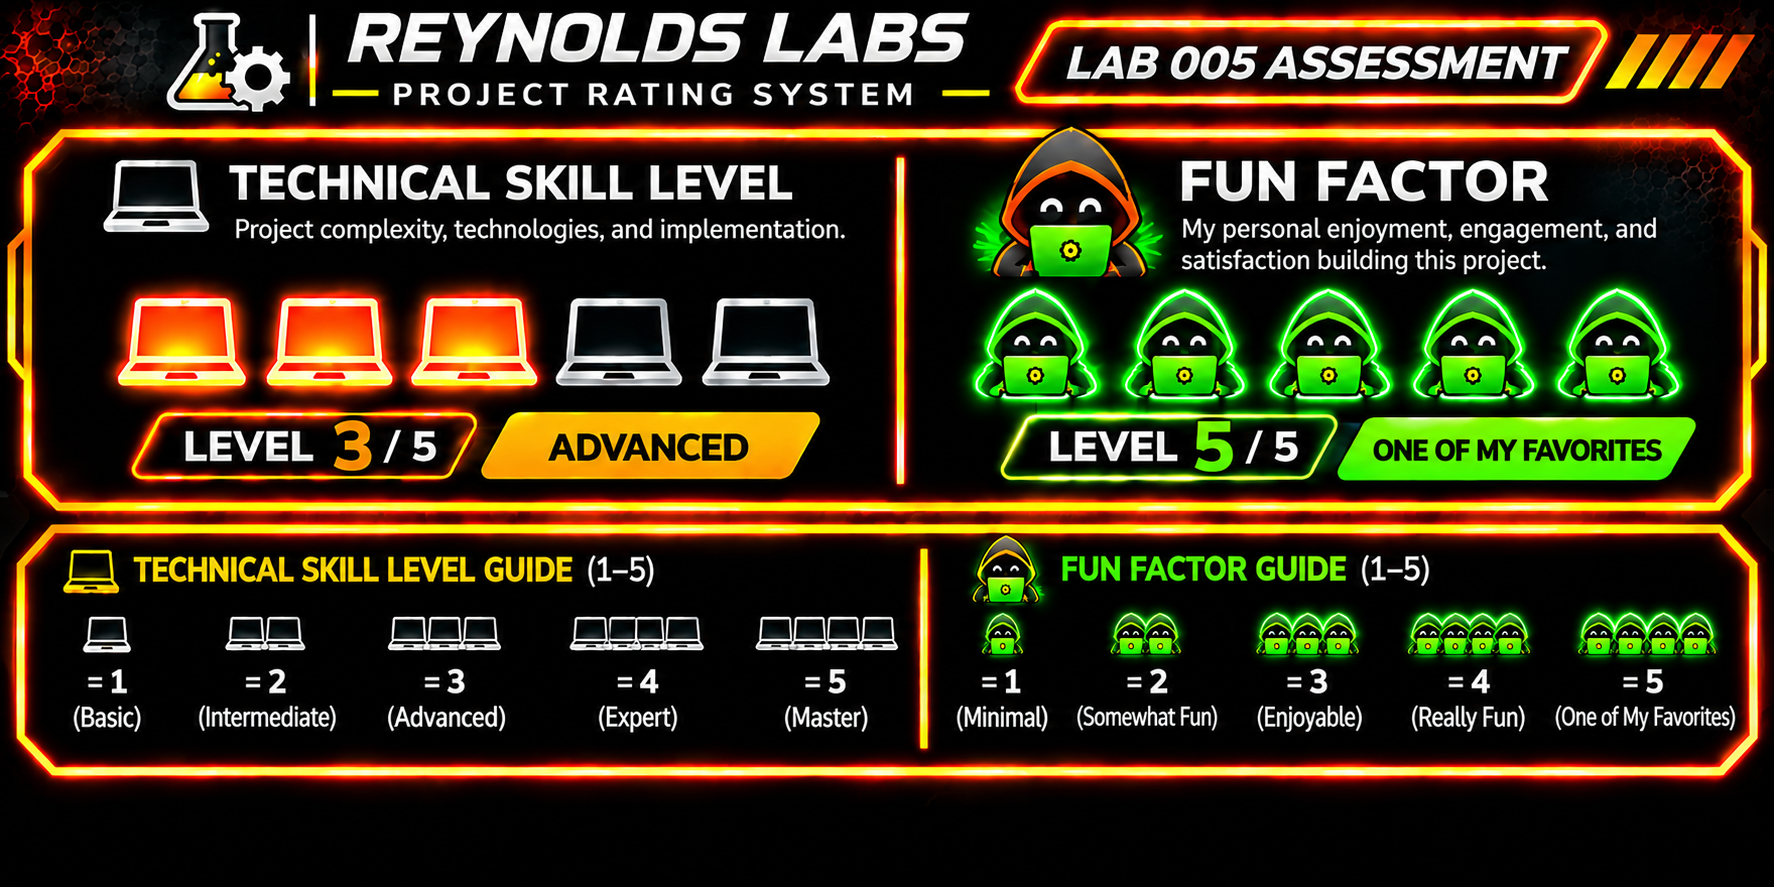 REYNOLDS LABS
PROJECT RATING SYSTEM
LAB 005 ASSESSMENT
TECHNICAL SKILL LEVEL
Project complexity, technologies, and implementation.
LEVEL 3 / 5
ADVANCED
FUN FACTOR
My personal enjoyment, engagement, and
satisfaction building this project.
LEVEL 5 / 5
ONE OF MY FAVORITES
TECHNICAL SKILL LEVEL GUIDE (1–5)
= 1
(Basic)
= 2
(Intermediate)
= 3
(Advanced)
= 4
(Expert)
= 5
(Master)
FUN FACTOR GUIDE (1–5)
= 1
(Minimal)
= 2
(Somewhat Fun)
= 3
(Enjoyable)
= 4
(Really Fun)
= 5
(One of My Favorites)